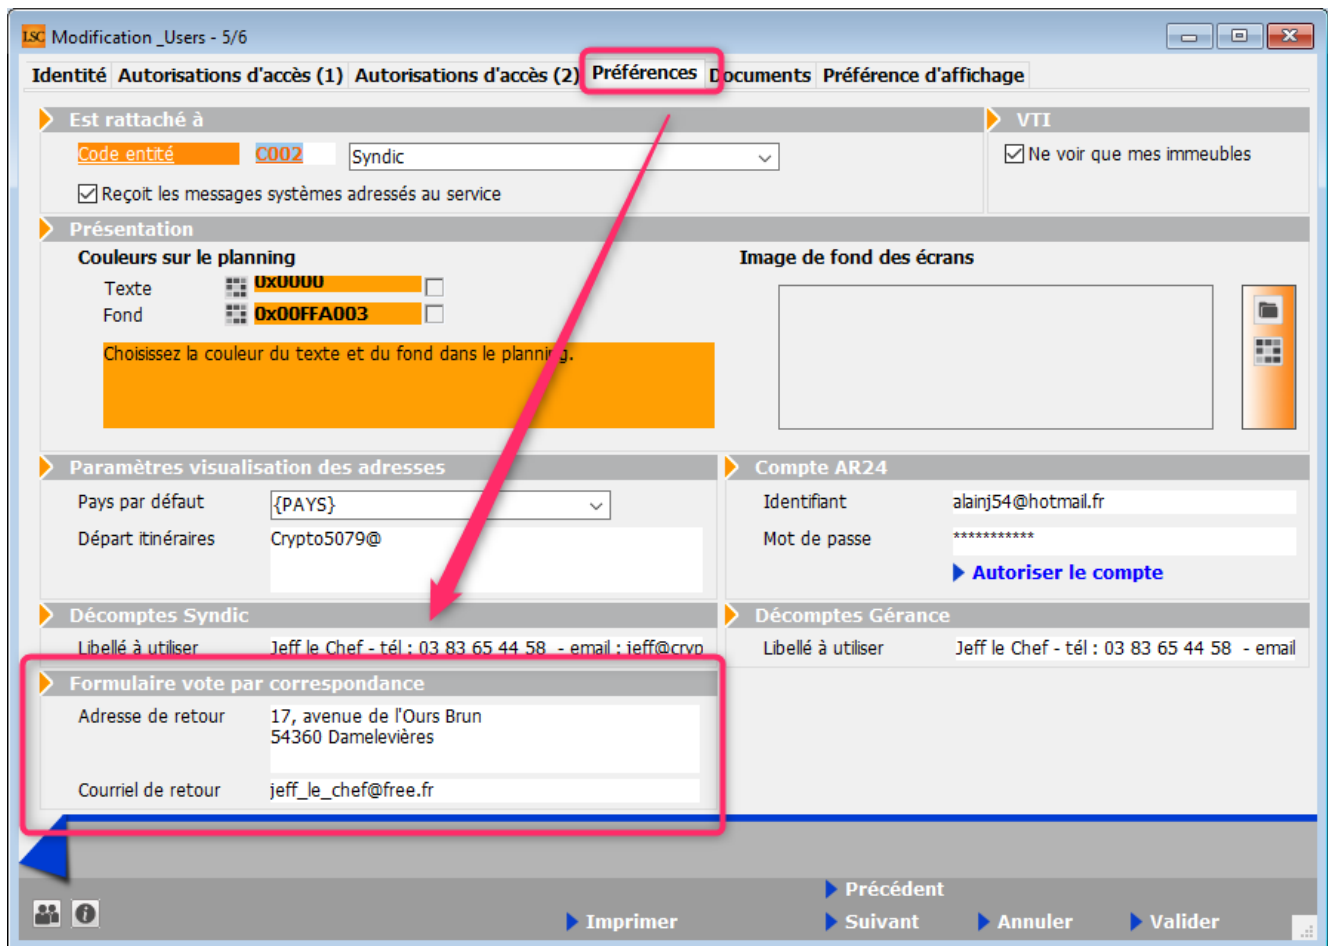 LSC Modification _Users - 5/6
Identité Autorisations d'accès (1) Autorisations d'accès (2) Préférences Documents Préférence d'affichage
Est rattaché à
VTI
Code entité C002 Syndic
Ne voir que mes immeubles
Reçoit les messages systèmes adressés au service
Présentation
Couleurs sur le planning
Image de fond des écrans
Texte 0x0000
Fond 0x00FFA003
Choisissez la couleur du texte et du fond dans le planning.
Paramètres visualisation des adresses
Compte AR24
Pays par défaut {PAYS}
Identifiant alainj54@hotmail.fr
Départ itinéraires Crypto5079@
Mot de passe ***********
Autoriser le compte
Décomptes Syndic
Décomptes Gérance
Libellé à utiliser Jeff le Chef - tél : 03 83 65 44 58 - email : jeff@cryp
Libellé à utiliser Jeff le Chef - tél : 03 83 65 44 58 - email
Formulaire vote par correspondance
Adresse de retour 17, avenue de l'Ours Brun
54360 Damelevières
Courriel de retour jeff_le_chef@free.fr
Précédent
Imprimer Suivant Annuler Valider